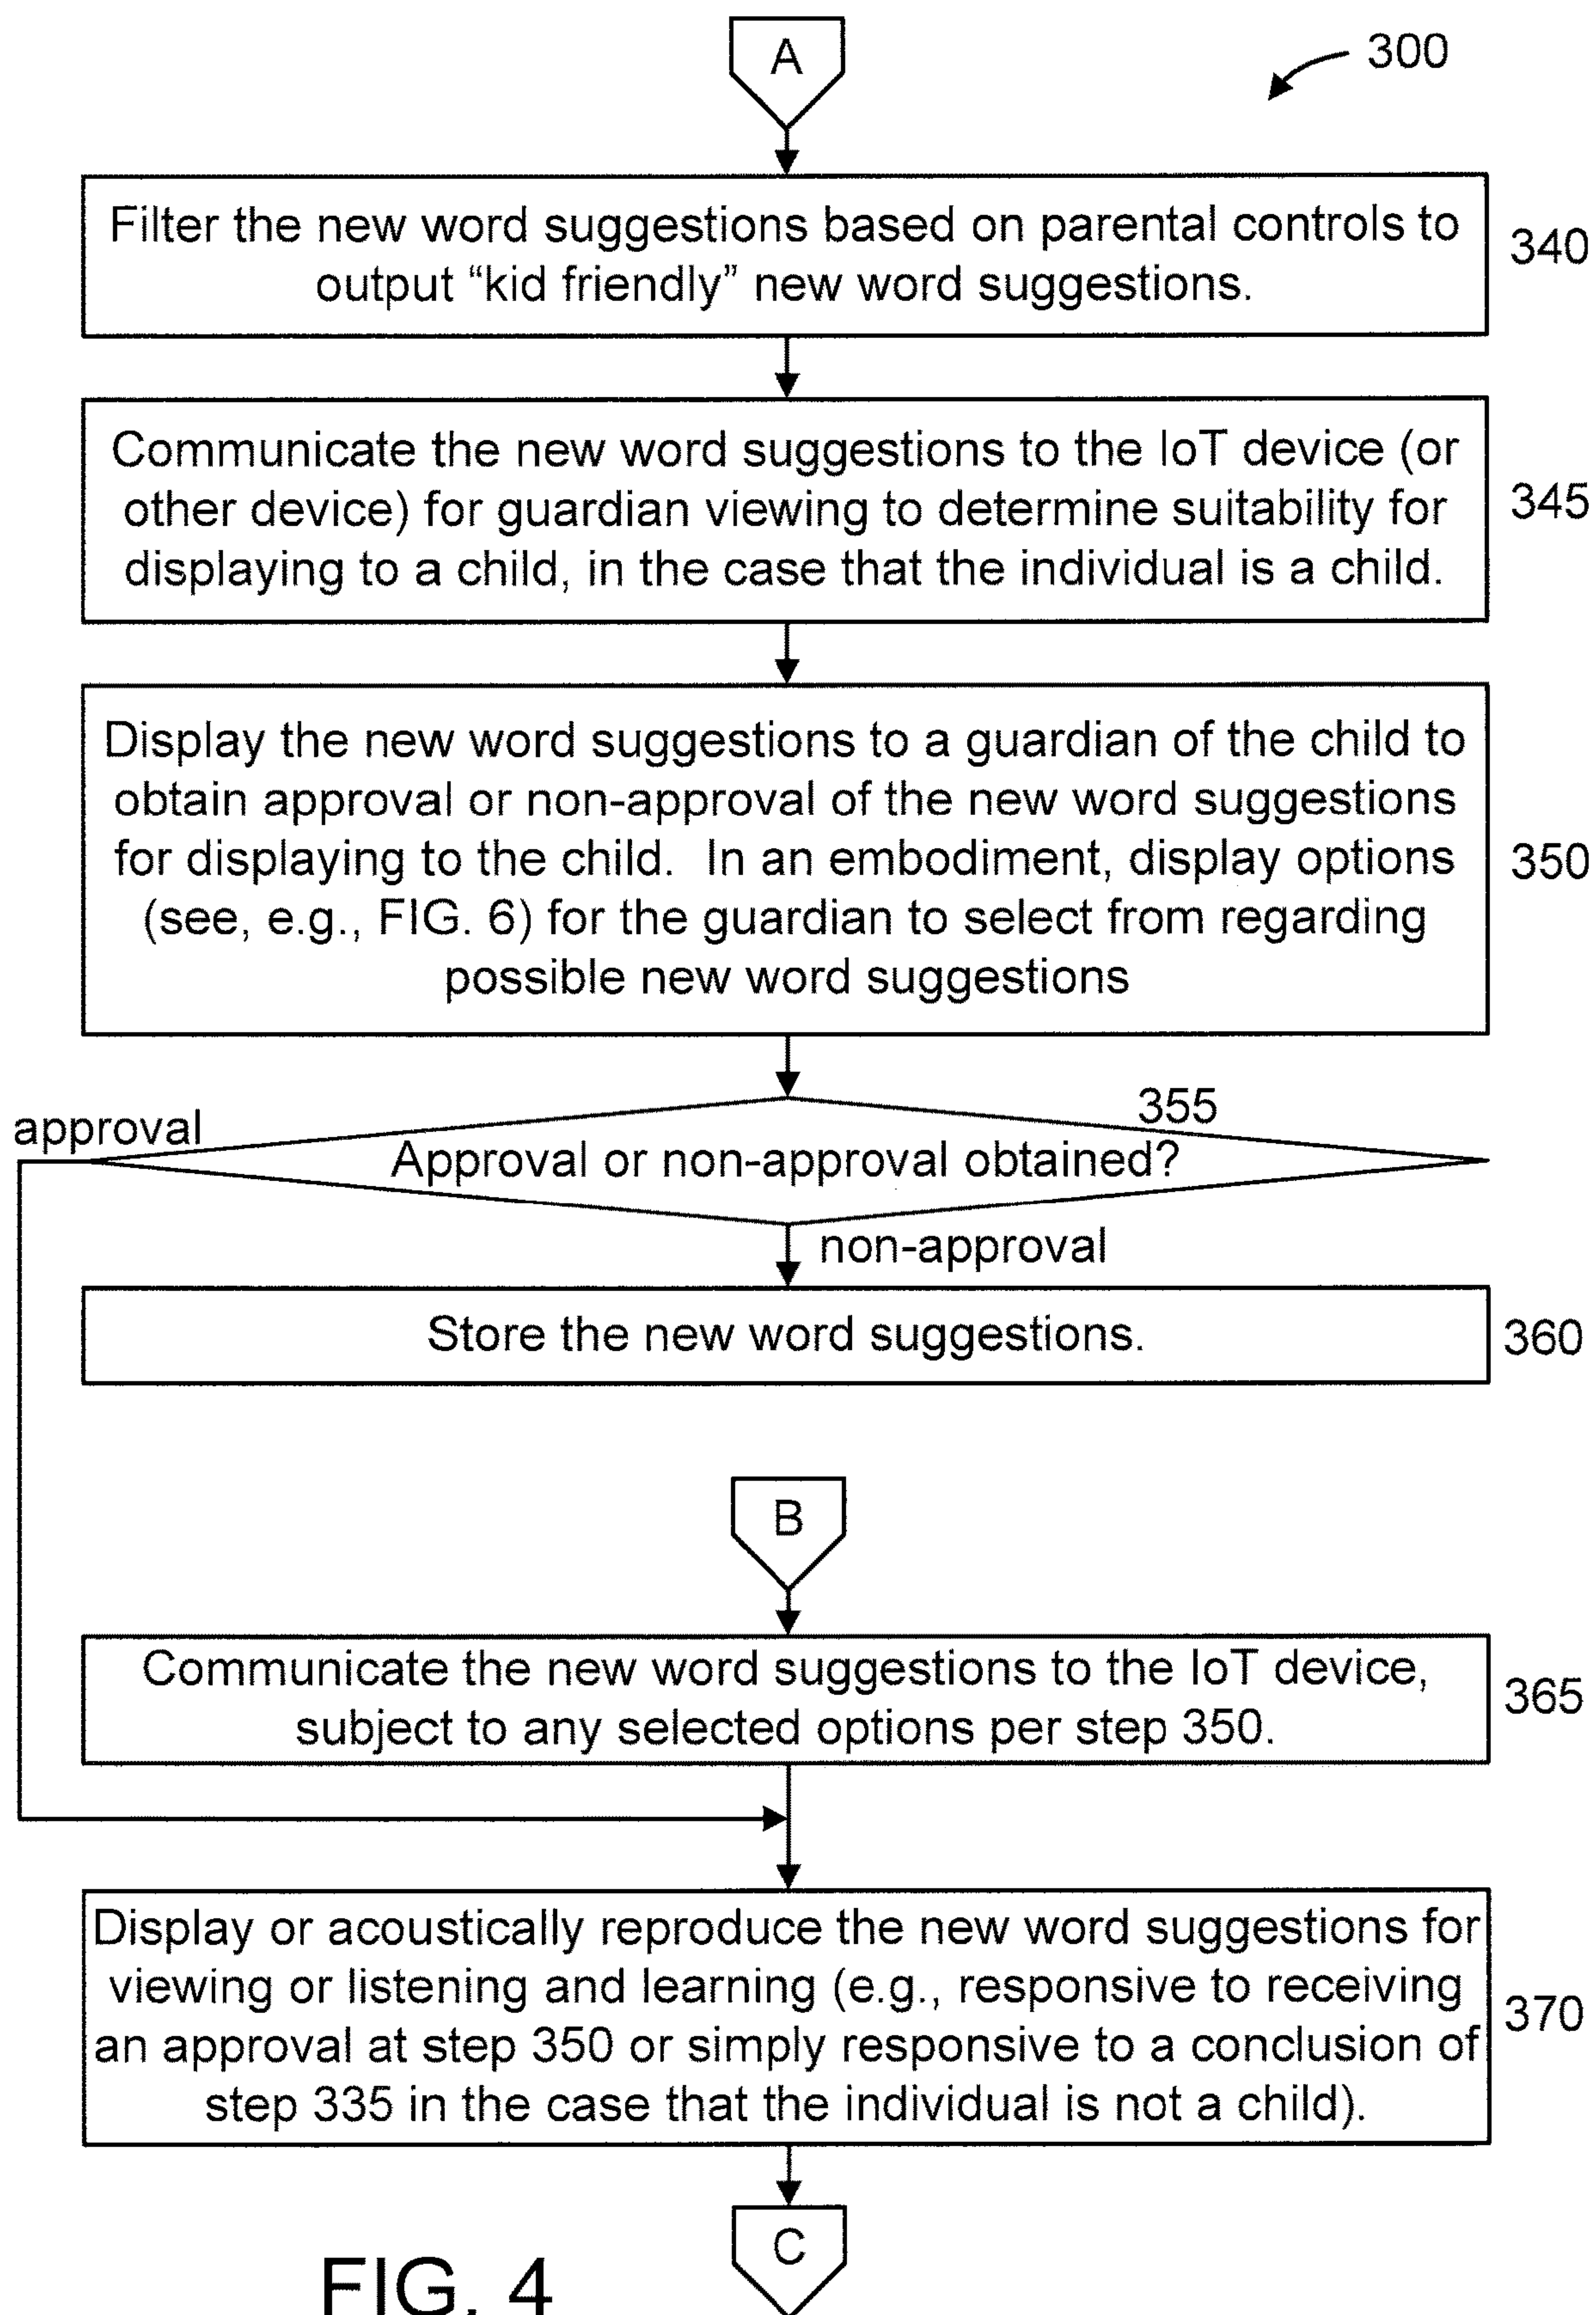 A
300
Filter the new word suggestions based on parental controls to
output “kid friendly” new word suggestions.
340
Communicate the new word suggestions to the IoT device (or
other device) for guardian viewing to determine suitability for
displaying to a child, in the case that the individual is a child.
345
Display the new word suggestions to a guardian of the child to
obtain approval or non-approval of the new word suggestions
for displaying to the child. In an embodiment, display options
(see, e.g., FIG. 6) for the guardian to select from regarding
possible new word suggestions
350
355
approval
Approval or non-approval obtained?
non-approval
Store the new word suggestions.
360
B
Communicate the new word suggestions to the IoT device,
subject to any selected options per step 350.
365
Display or acoustically reproduce the new word suggestions for
viewing or listening and learning (e.g., responsive to receiving
an approval at step 350 or simply responsive to a conclusion of
step 335 in the case that the individual is not a child).
370
C
FIG. 4